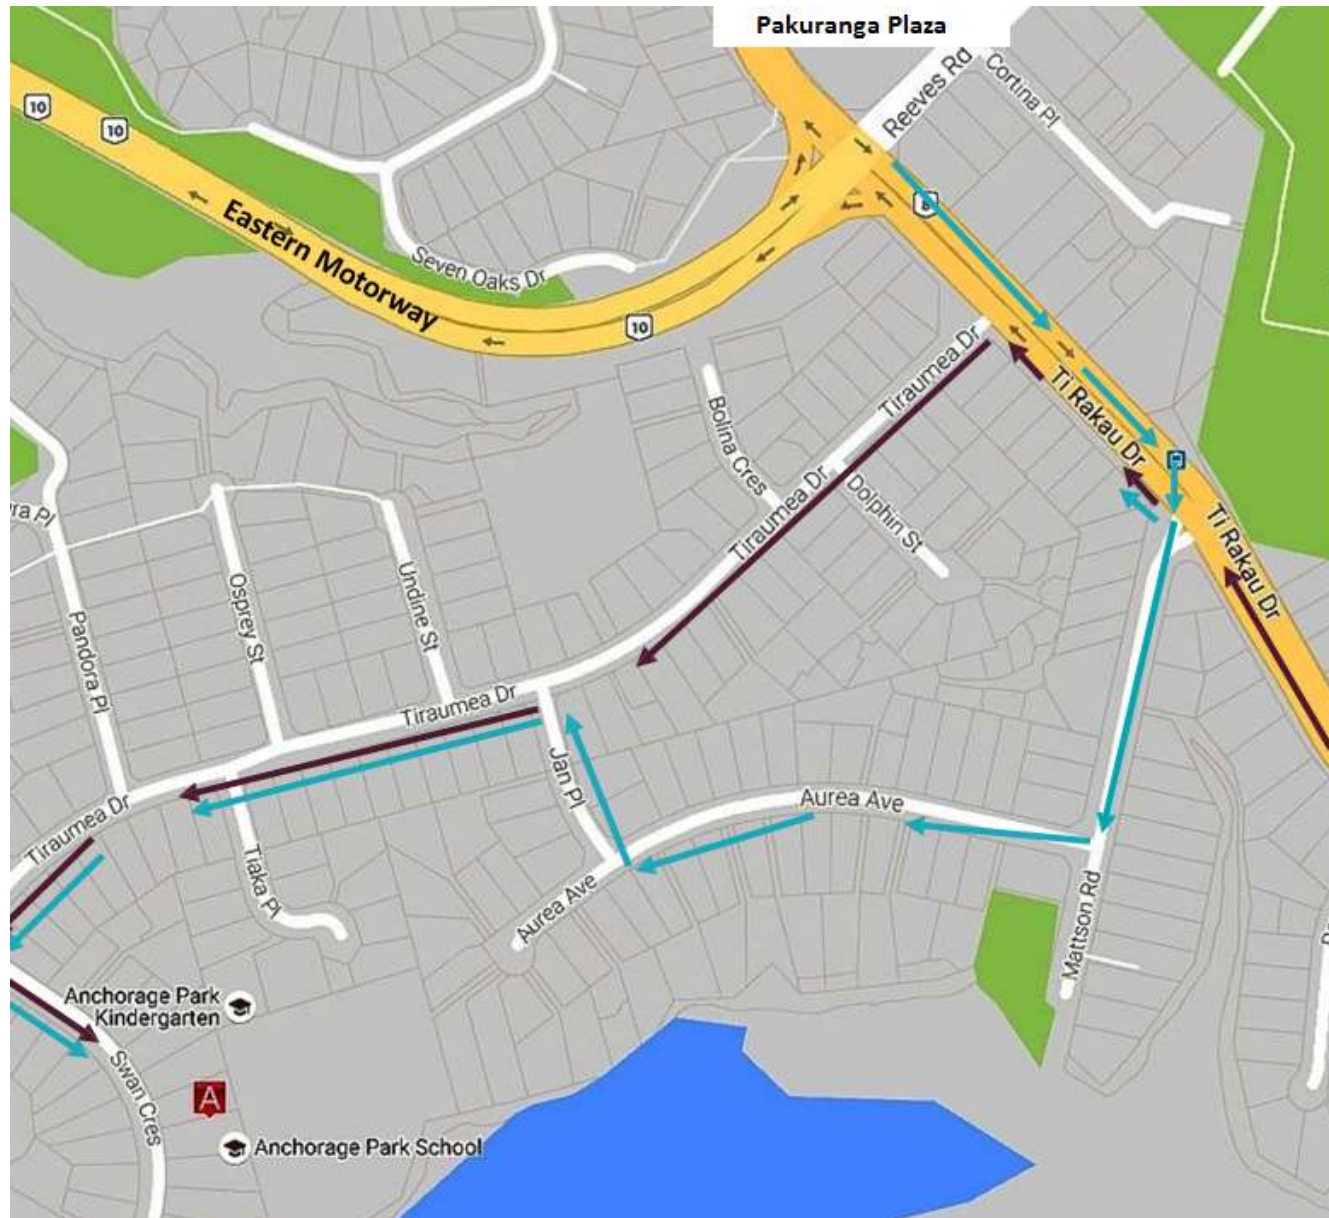 Pakuranga Plaza
Reeves Rd
Cortina Pl
10
10
Eastern Motorway
Seven Oaks Dr
10
Tiraumea Dr
Bolina Cres
Ti Rakau Dr
Tiraumea Dr
Dolphin St
Ti Rakau Dr
ra Pl
Osprey St
Undine St
Pandora Pl
Tiraumea Dr
Jan Pl
Aurea Ave
Tiraumea Dr
Tiaka Pl
Aurea Ave
Mattson Rd
Anchorage Park
Kindergarten
Swan Cres
A
Anchorage Park School